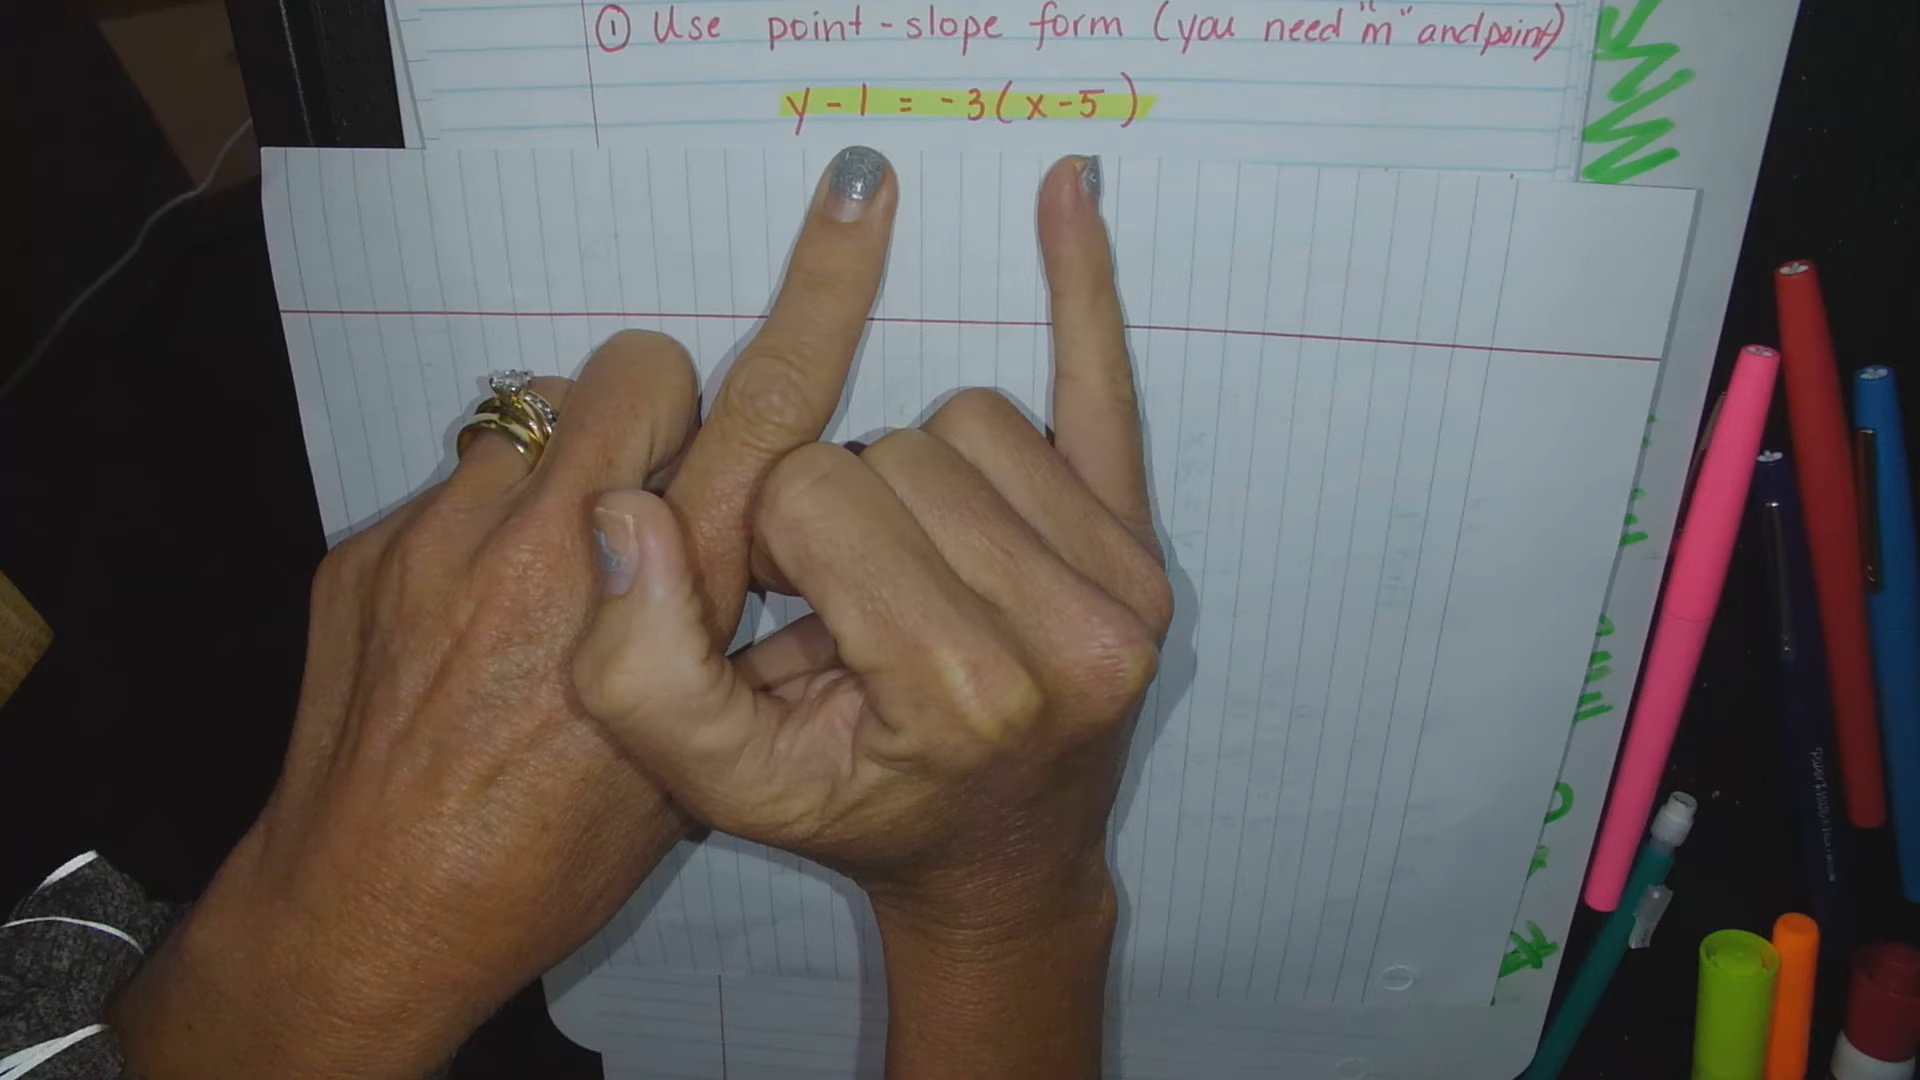 ① Use point-slope form (you need "m" and point)
y - 1 = -3(x-5)